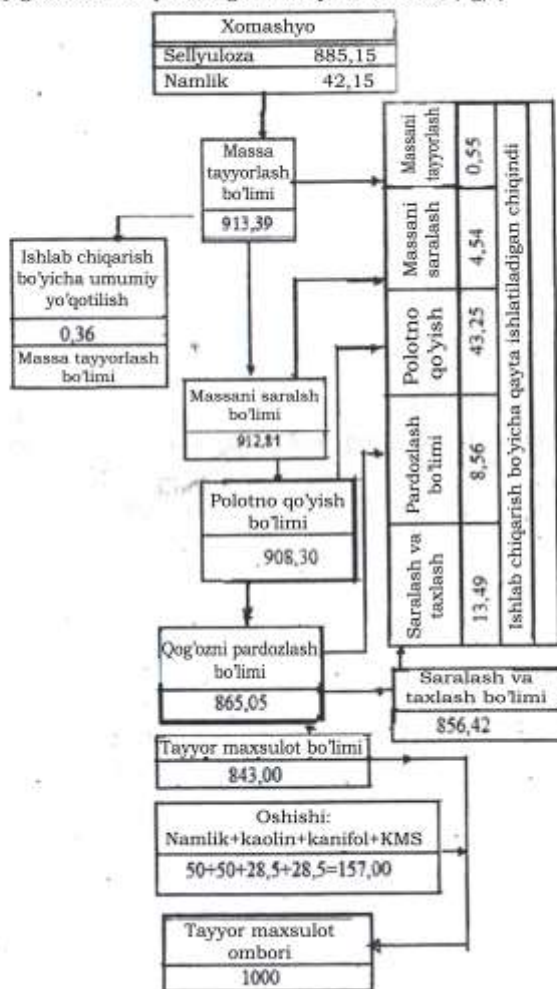 Xomashyo
Sellyuloza 885,15
Namlik 42,15
Massa
tayyorlash
bo'limi
913,39
Ishlab chiqarish
bo'yicha umumiy
yo'qotilish
0,36
Massa tayyorlash
bo'limi
Massani saralsh
bo'limi
912,81
Polotno qo'yish
bo'limi
908,30
Qog'ozni pardozlash
bo'limi
865,05
Massani
tayyorlash
0,55
Massani
saralash
4,54
Polotno
qo'yish
43,25
Pardozlash
bo'limi
8,56
Saralash va
taxlash
13,49
Ishlab chiqarish bo'yicha qayta ishlatiladigan chiqindi
Saralash va
taxlash bo'limi
856,42
Tayyor maxsulot bo'limi
843,00
Oshishi:
Namlik+kaolin+kanifol+KMS
50+50+28,5+28,5=157,00
Tayyor maxsulot
ombori
1000